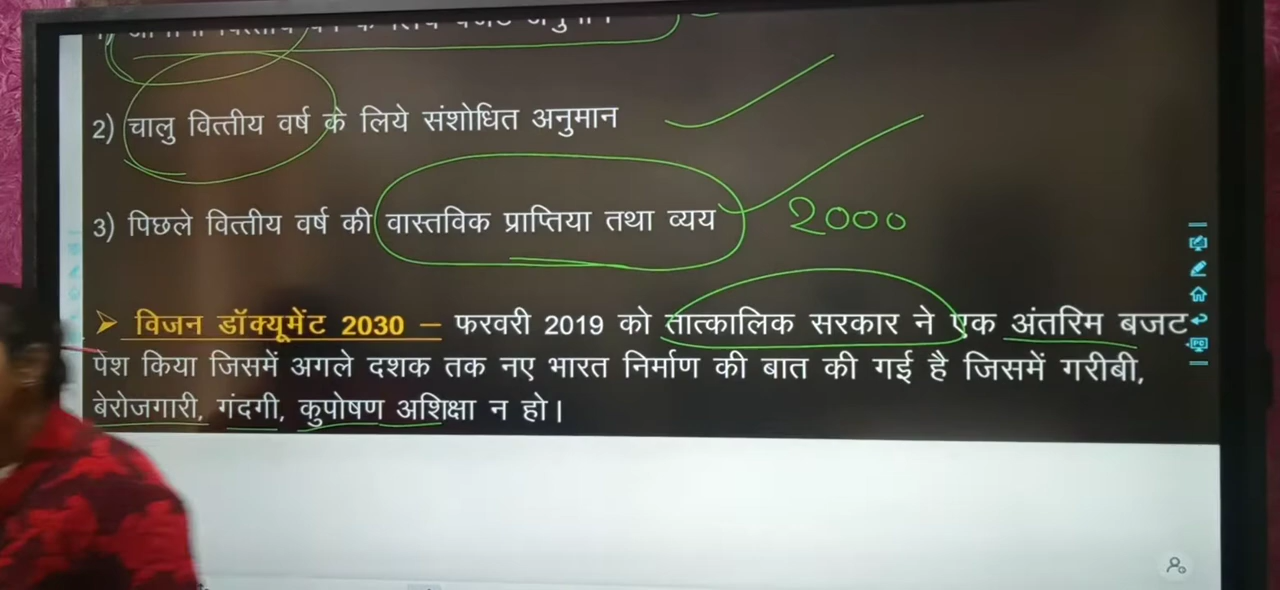 2) चालु वित्तीय वर्ष के लिये संशोधित अनुमान
3) पिछले वित्तीय वर्ष की वास्तविक प्राप्तिया तथा व्यय 2000
➤ विजन डॉक्यूमेंट 2030 – फरवरी 2019 को तात्कालिक सरकार ने एक अंतरिम बजट
पेश किया जिसमें अगले दशक तक नए भारत निर्माण की बात की गई है जिसमें गरीबी,
बेरोजगारी, गंदगी, कुपोषण अशिक्षा न हो।